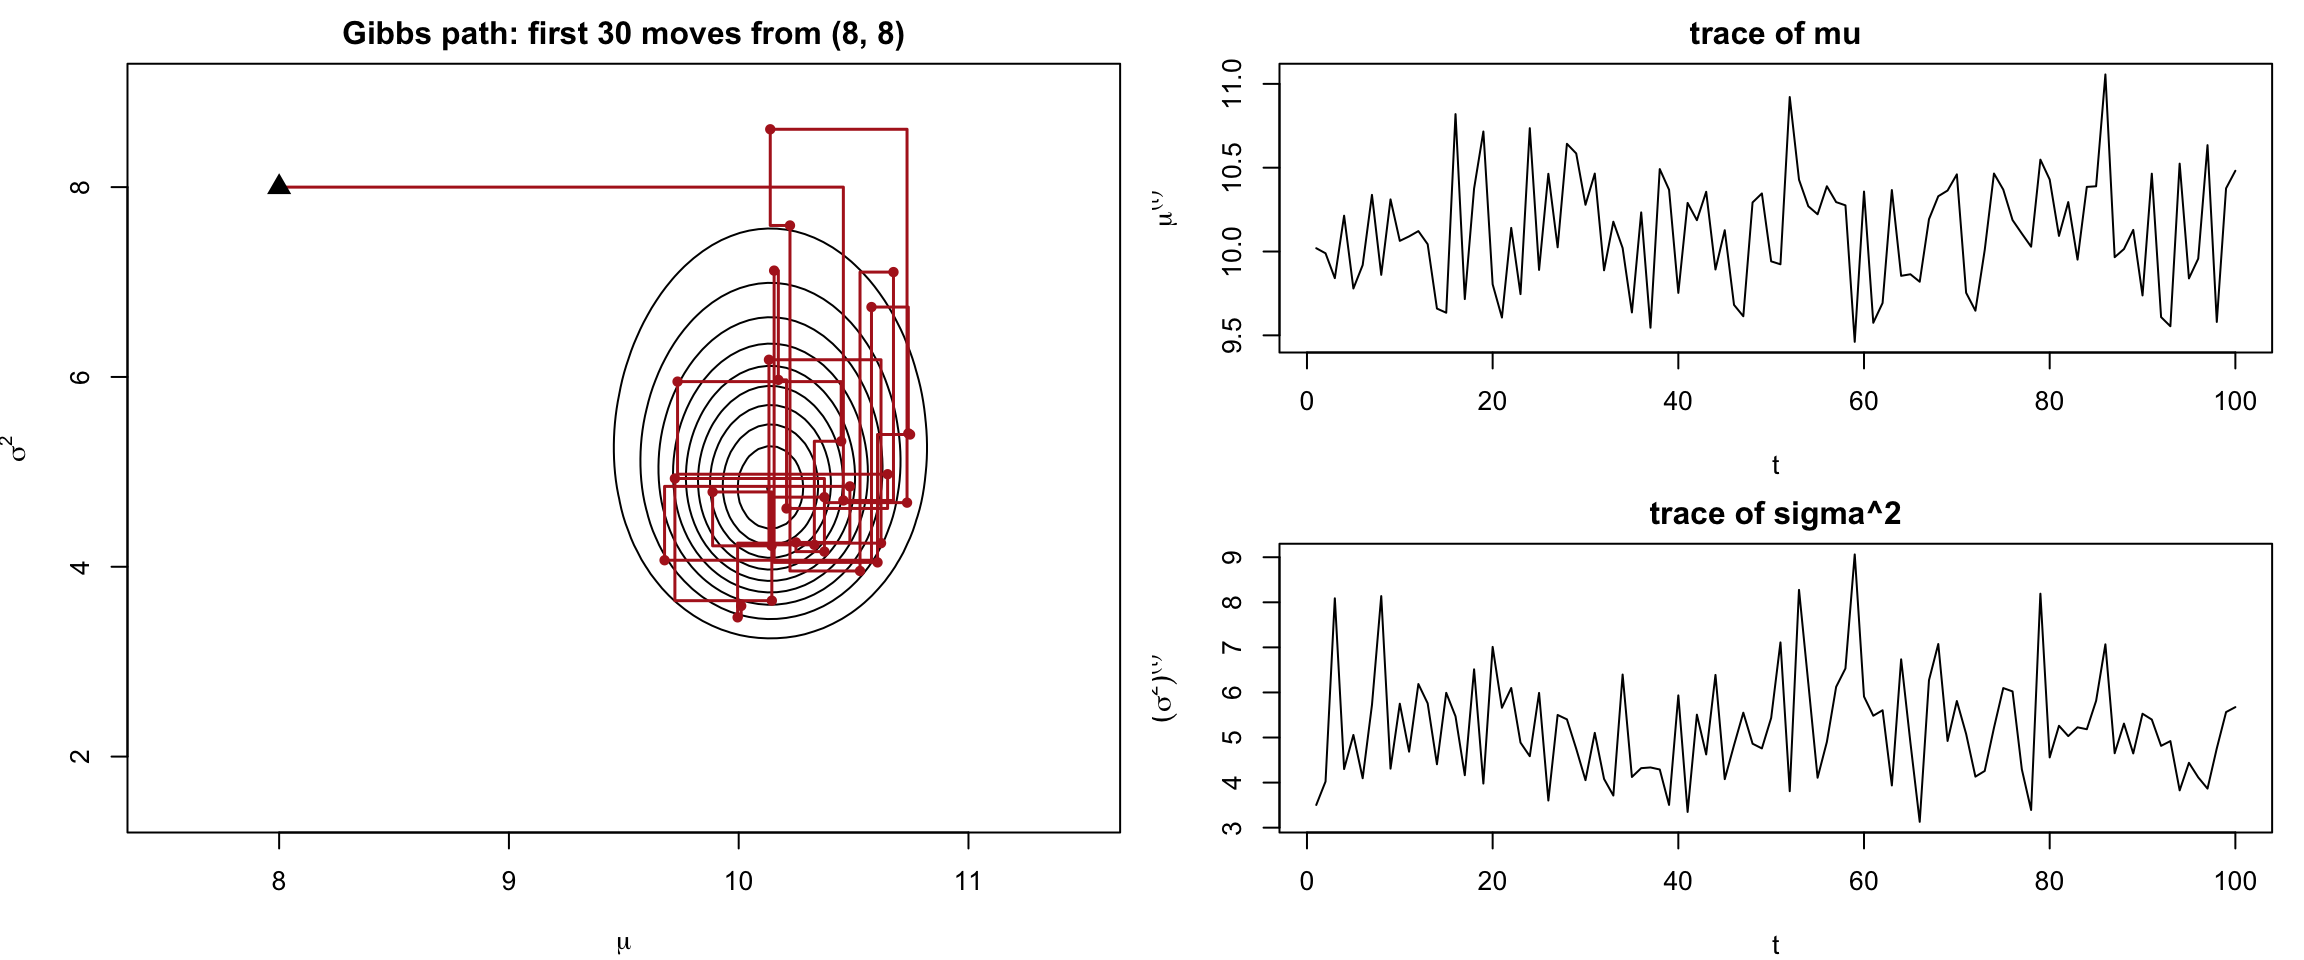 Gibbs path: first 30 moves from (8, 8)
σ²
8
6
4
2
8 9 10 11
μ
trace of mu
μ⁽ᵗ⁾
11.0
10.5
10.0
9.5
0 20 40 60 80 100
t
trace of sigma^2
(σ²)⁽ᵗ⁾
9
8
7
6
5
4
3
0 20 40 60 80 100
t